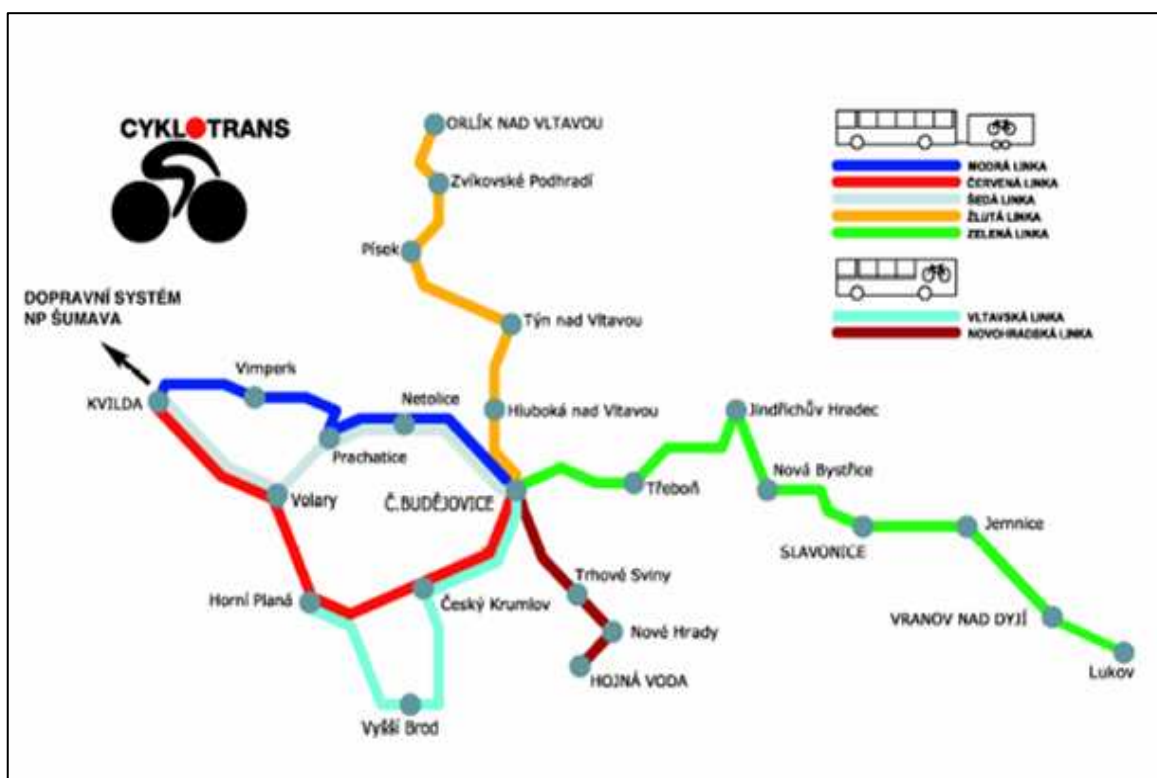 CYKLOTRANS
ORLÍK NAD VLTAVOU
Zvíkovské Podhradí
Písek
Týn nad Vltavou
Hluboká nad Vltavou
DOPRAVNÍ SYSTÉM
NP ŠUMAVA
KVILDA
Vimperk
Netolice
Prachatice
Volary
Č.BUDĚJOVICE
Horní Planá
Český Krumlov
Vyšší Brod
Trhové Sviny
Nové Hrady
HOJNÁ VODA
Třeboň
Jindřichův Hradec
Nová Bystřice
SLAVONICE
Jemnice
VRANOV NAD DYJÍ
Lukov
MODRÁ LINKA
ČERVENÁ LINKA
ŠEDÁ LINKA
ŽLUTÁ LINKA
ZELENÁ LINKA
VLTAVSKÁ LINKA
NOVOHRADSKÁ LINKA